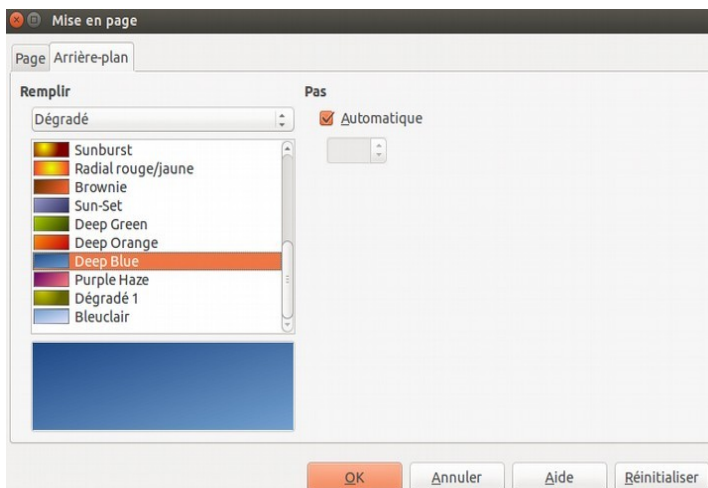 Mise en page
Page Arrière-plan
Remplir
Dégradé
Sunburst
Radial rouge/jaune
Brownie
Sun-Set
Deep Green
Deep Orange
Deep Blue
Purple Haze
Dégradé 1
Bleuclair
Pas
Automatique
OK Annuler Aide Réinitialiser